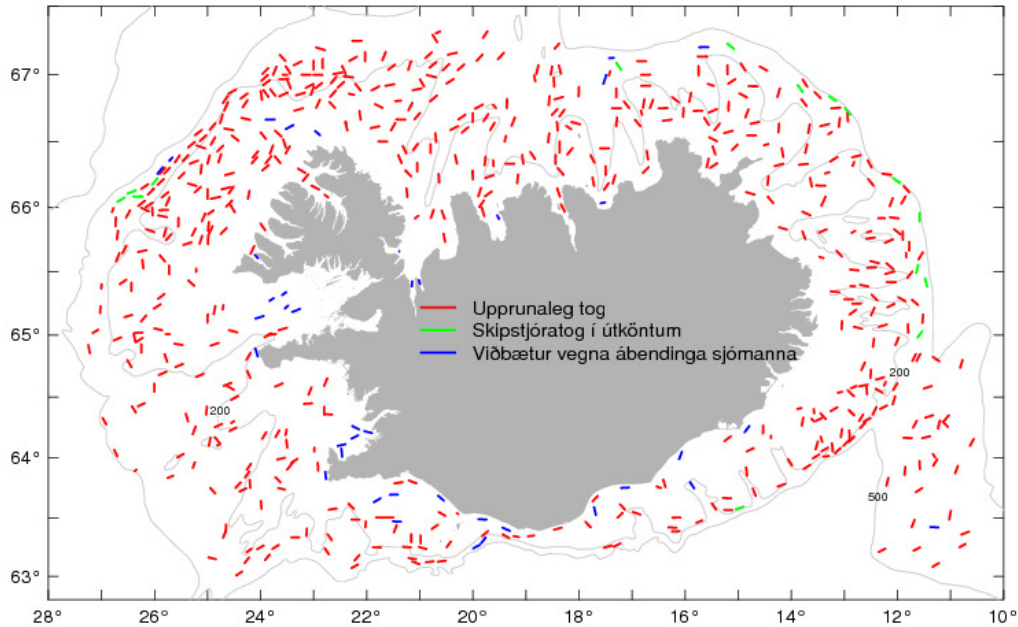 67°
66°
65°
64°
63°
Upprunaleg tog
Skipstjóratog í útköntum
Viðbætur vegna ábendinga sjómanna
200
200
500
28° 26° 24° 22° 20° 18° 16° 14° 12° 10°